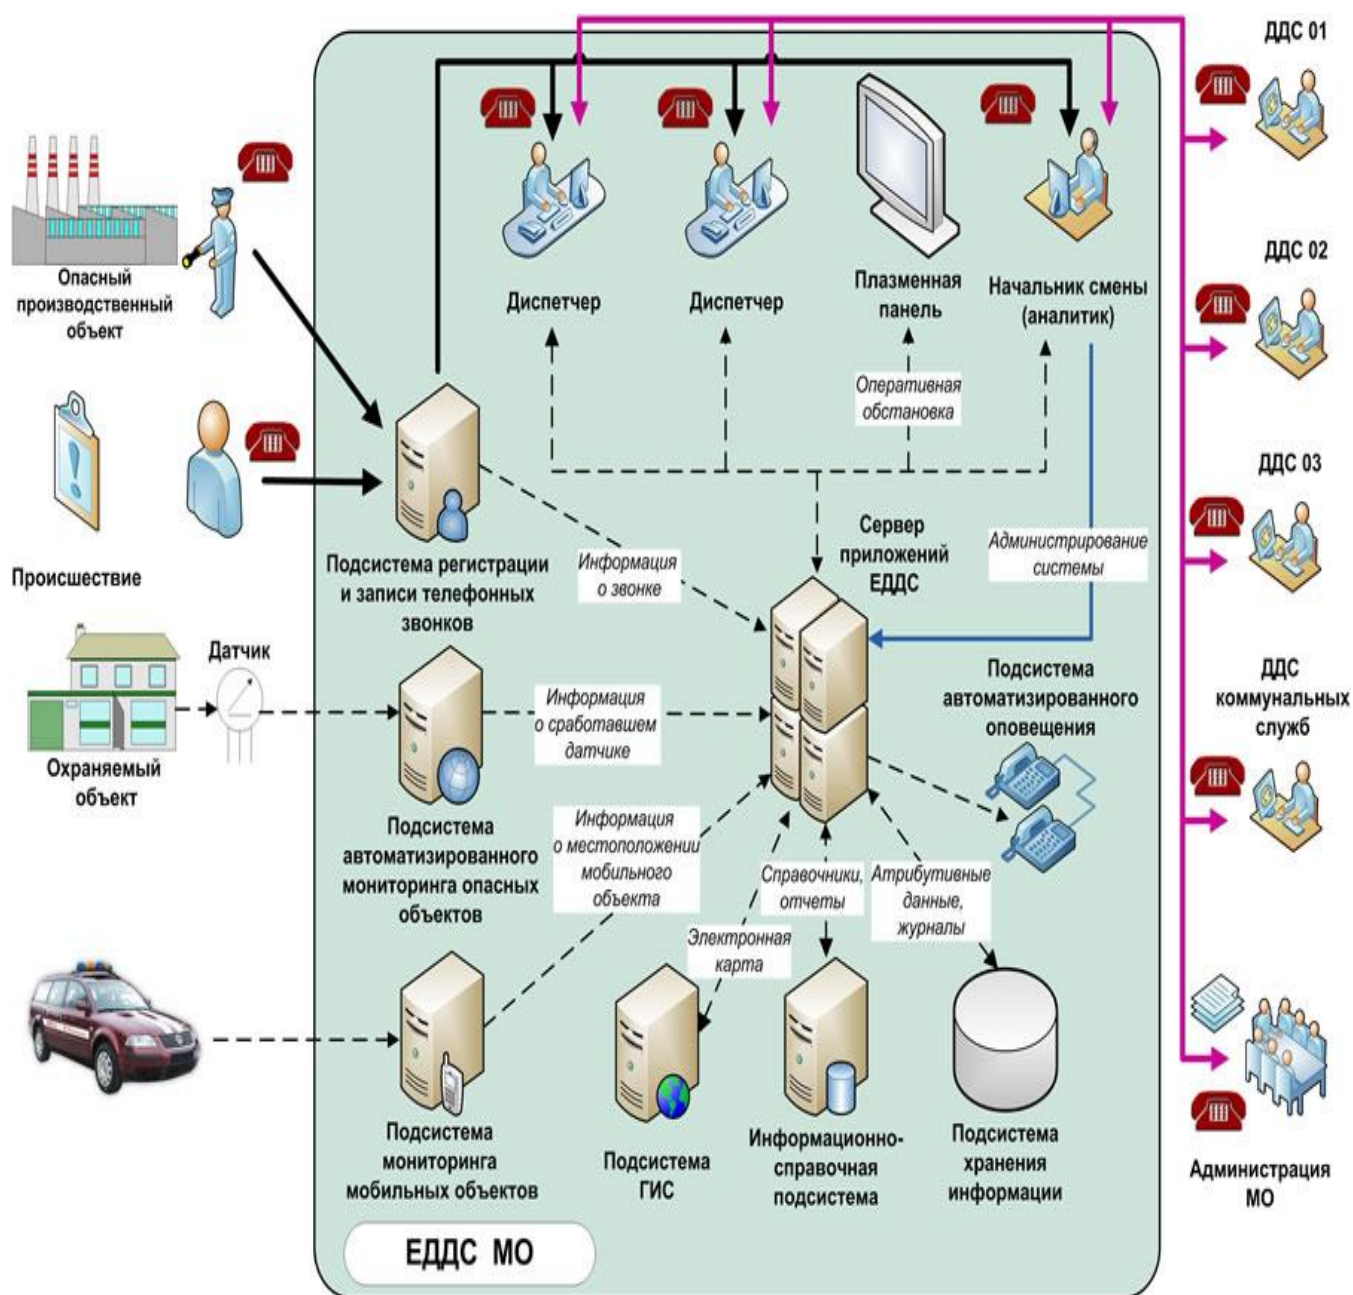 ДДС 01
Опасный
производственный
объект
Диспетчер
Диспетчер
Плазменная
панель
Начальник смены
(аналитик)
ДДС 02
Оперативная
обстановка
Происшествие
Подсистема регистрации
и записи телефонных
звонков
Информация
о звонке
Сервер
приложений
ЕДДС
Администрирование
системы
ДДС 03
Охраняемый
объект
Датчик
Информация
о сработавшем
датчике
Подсистема
автоматизированного
оповещения
ДДС
коммунальных
служб
Подсистема
автоматизированного
мониторинга опасных
объектов
Информация
о местоположении
мобильного
объекта
Справочники,
отчеты
Атрибутивные
данные,
журналы
Электронная
карта
Подсистема
мониторинга
мобильных объектов
Подсистема
ГИС
Информационно-
справочная
подсистема
Подсистема
хранения
информации
Администрация
МО
ЕДДС МО